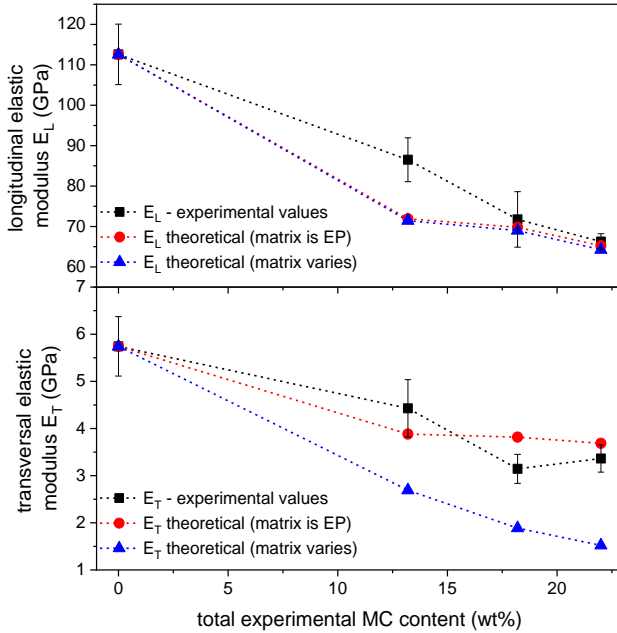 120
110
100
90
80
70
60
longitudinal elastic
modulus E_L (GPa)
E_L - experimental values
E_L theoretical (matrix is EP)
E_L theoretical (matrix varies)
7
6
5
4
3
2
1
transversal elastic
modulus E_T (GPa)
E_T - experimental values
E_T theoretical (matrix is EP)
E_T theoretical (matrix varies)
0 5 10 15 20
total experimental MC content (wt%)